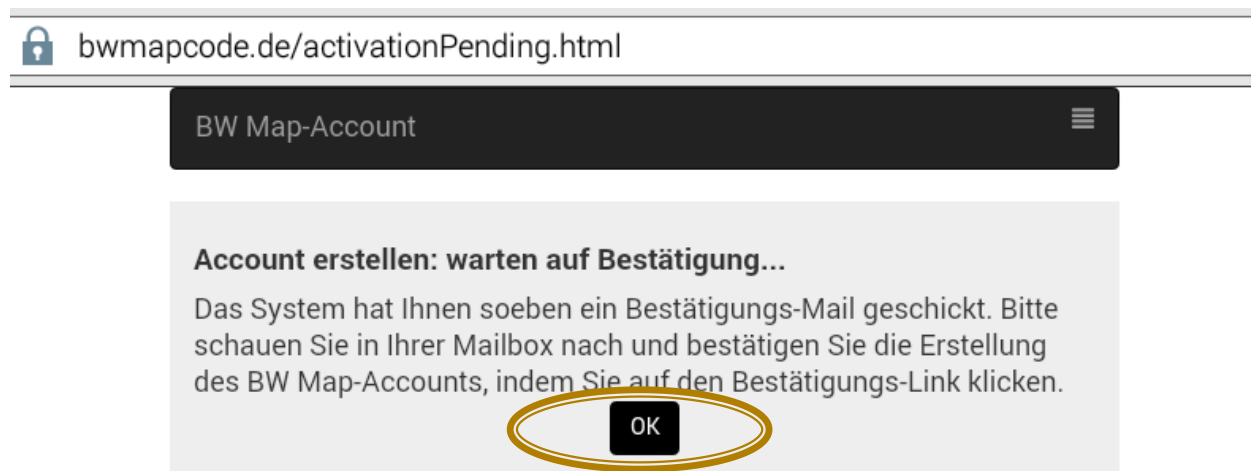 bwmapcode.de/activationPending.html
BW Map-Account
Account erstellen: warten auf Bestätigung...
Das System hat Ihnen soeben ein Bestätigungs-Mail geschickt. Bitte
schauen Sie in Ihrer Mailbox nach und bestätigen Sie die Erstellung
des BW Map-Accounts, indem Sie auf den Bestätigungs-Link klicken.
OK